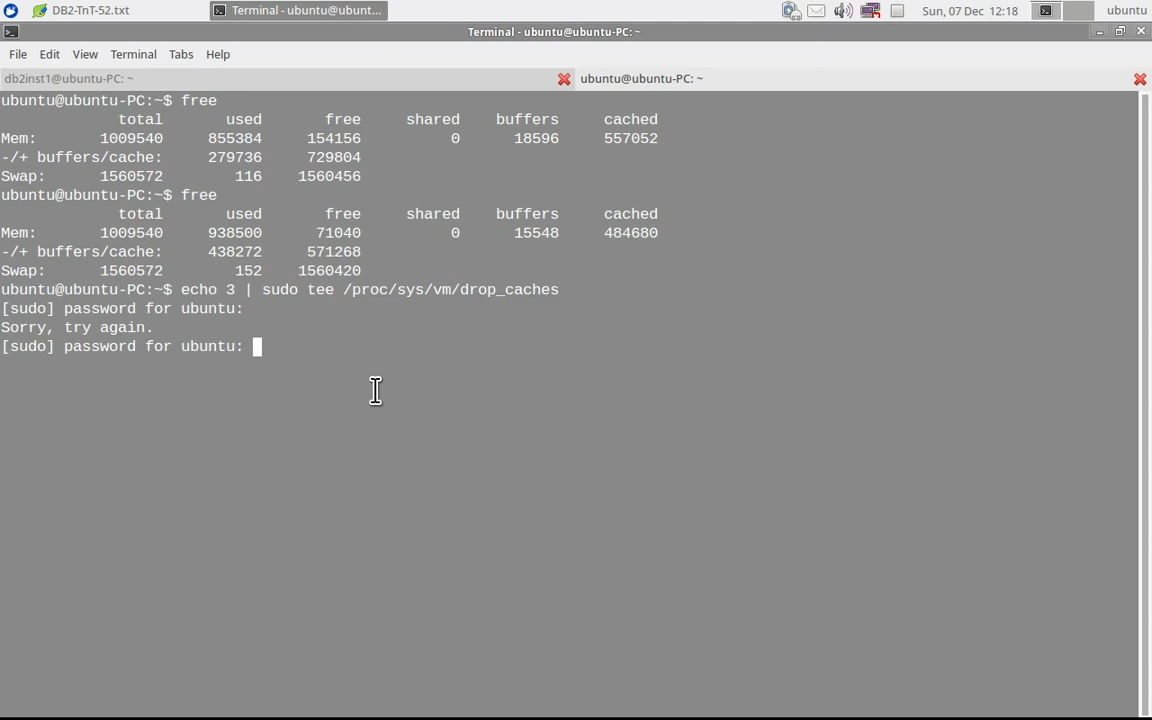 DB2-TnT-52.txt
Terminal - ubuntu@ubunt...
Sun, 07 Dec 12:18
ubuntu
Terminal - ubuntu@ubuntu-PC: ~
File Edit View Terminal Tabs Help
db2inst1@ubuntu-PC: ~
ubuntu@ubuntu-PC: ~
ubuntu@ubuntu-PC:~$ free
             total       used       free     shared    buffers     cached
Mem:       1009540     855384     154156          0      18596     557052
-/+ buffers/cache:     279736     729804
Swap:      1560572        116    1560456
ubuntu@ubuntu-PC:~$ free
             total       used       free     shared    buffers     cached
Mem:       1009540     938500      71040          0      15548     484680
-/+ buffers/cache:     438272     571268
Swap:      1560572        152    1560420
ubuntu@ubuntu-PC:~$ echo 3 | sudo tee /proc/sys/vm/drop_caches
[sudo] password for ubuntu:
Sorry, try again.
[sudo] password for ubuntu: